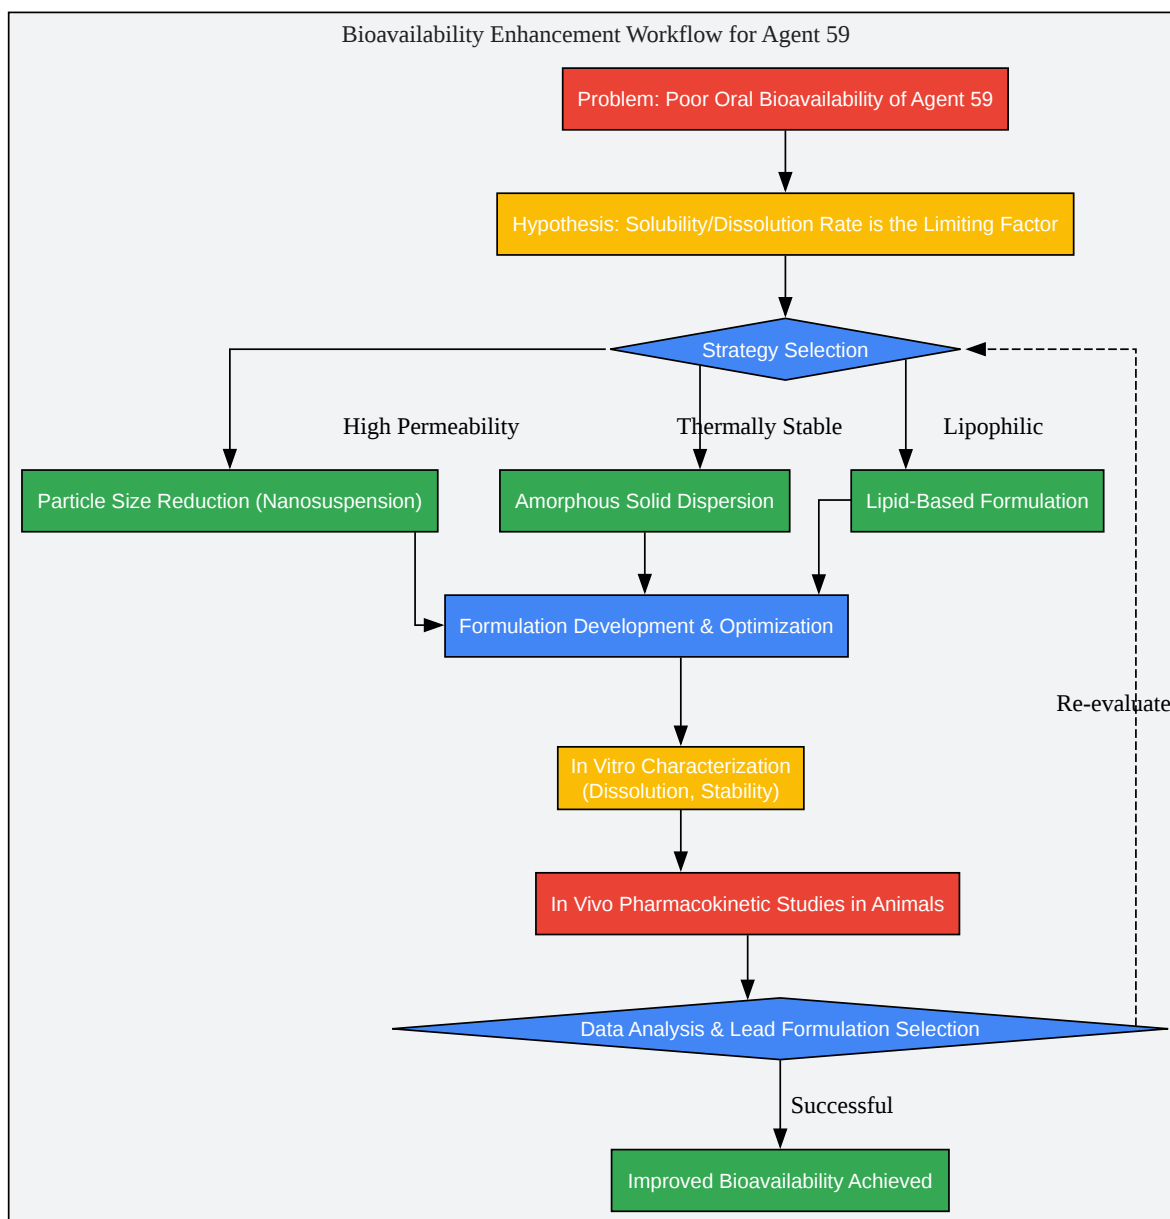 Bioavailability Enhancement Workflow for Agent 59
Problem: Poor Oral Bioavailability of Agent 59
Hypothesis: Solubility/Dissolution Rate is the Limiting Factor
Strategy Selection
High Permeability
Thermally Stable
Lipophilic
Particle Size Reduction (Nanosuspension)
Amorphous Solid Dispersion
Lipid-Based Formulation
Formulation Development & Optimization
Re-evaluate
In Vitro Characterization
(Dissolution, Stability)
In Vivo Pharmacokinetic Studies in Animals
Data Analysis & Lead Formulation Selection
Successful
Improved Bioavailability Achieved